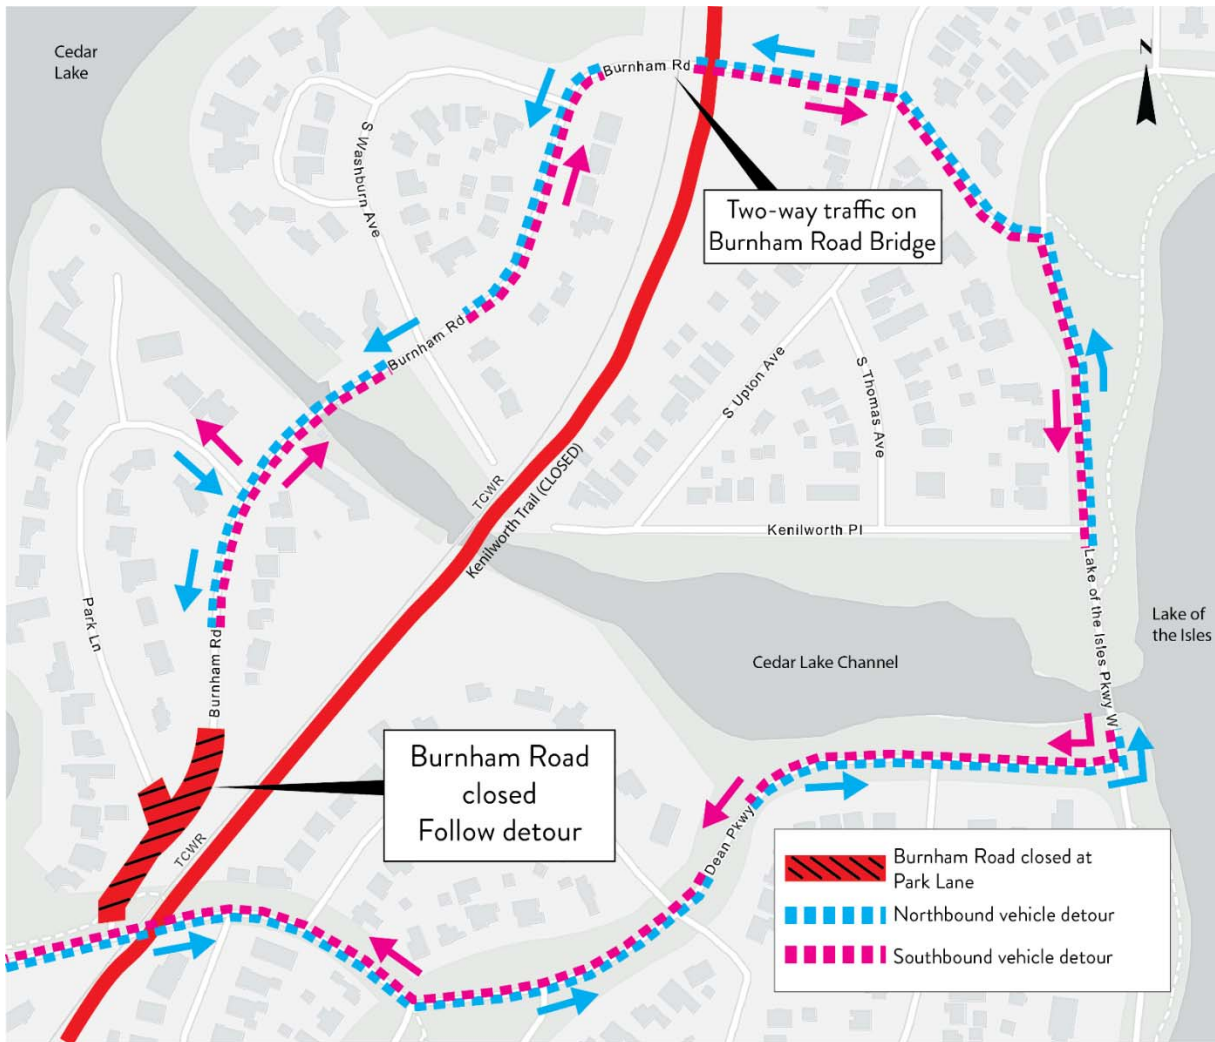 Cedar
Lake
Burnham Rd
N
S Washburn Ave
Two-way traffic on
Burnham Road Bridge
Burnham Rd
S Upton Ave
S Thomas Ave
TCWR
Kenilworth Trail (CLOSED)
Kenilworth Pl
Lake of the Isles Pkwy W
Lake of
the Isles
Park Ln
Burnham Rd
Cedar Lake Channel
Burnham Road
closed
Follow detour
TCWR
Dean Pkwy
Burnham Road closed at
Park Lane
Northbound vehicle detour
Southbound vehicle detour